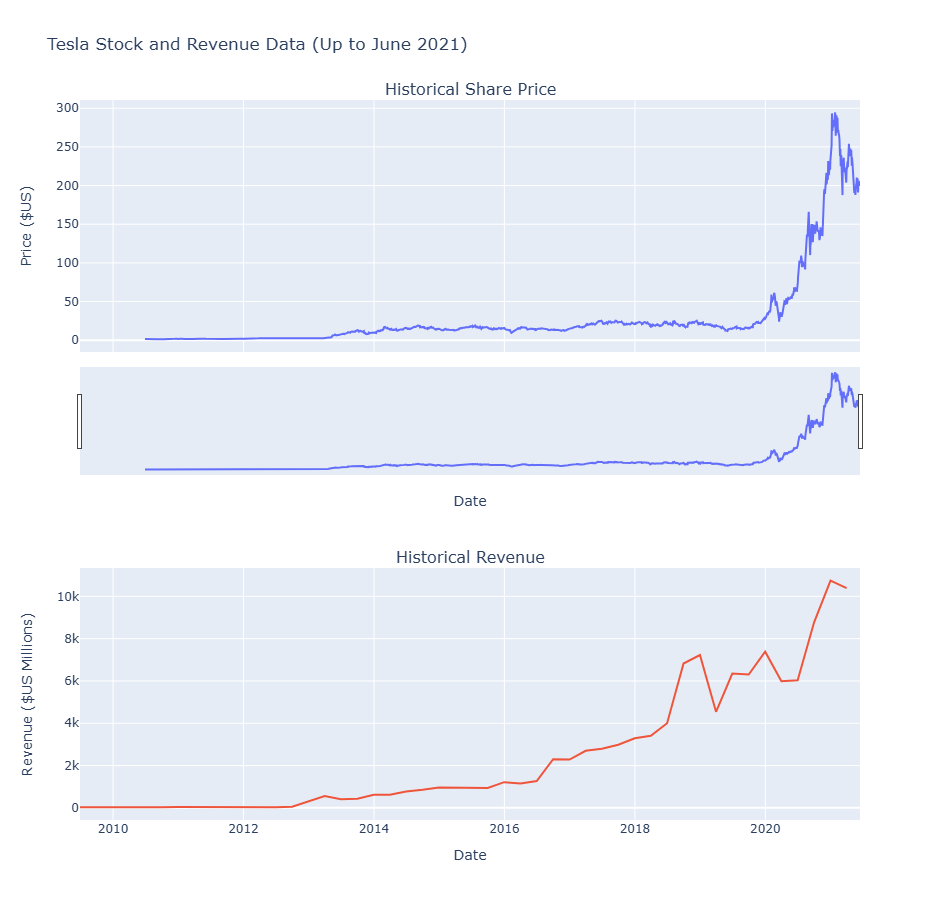 Tesla Stock and Revenue Data (Up to June 2021)
Historical Share Price
300
250
200
150
100
50
0
Price ($US)
Date
Historical Revenue
10k
8k
6k
4k
2k
0
Revenue ($US Millions)
2010 2012 2014 2016 2018 2020
Date